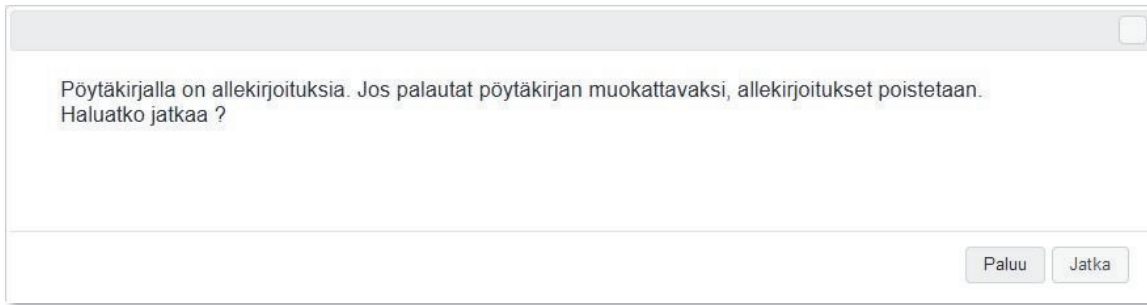 Pöytäkirjalla on allekirjoituksia. Jos palautat pöytäkirjan muokattavaksi, allekirjoitukset poistetaan.
Haluatko jatkaa ?
Paluu Jatka